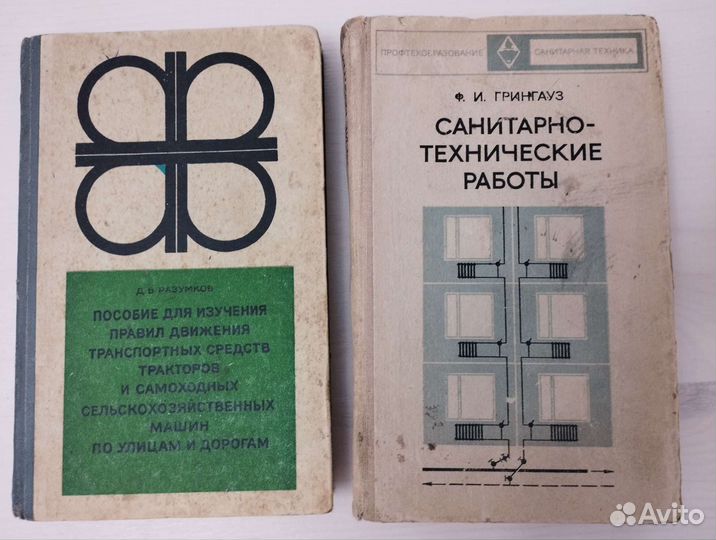 Д. В. РАЗУМКОВ
ПОСОБИЕ ДЛЯ ИЗУЧЕНИЯ
ПРАВИЛ ДВИЖЕНИЯ
ТРАНСПОРТНЫХ СРЕДСТВ
ТРАКТОРОВ
И САМОХОДНЫХ
СЕЛЬСКОХОЗЯЙСТВЕННЫХ
МАШИН
ПО УЛИЦАМ И ДОРОГАМ
ПРОФТЕХОБРАЗОВАНИЕ
САНИТАРНАЯ ТЕХНИКА
Ф. И. ГРИНГАУЗ
САНИТАРНО-
ТЕХНИЧЕСКИЕ
РАБОТЫ
Avito